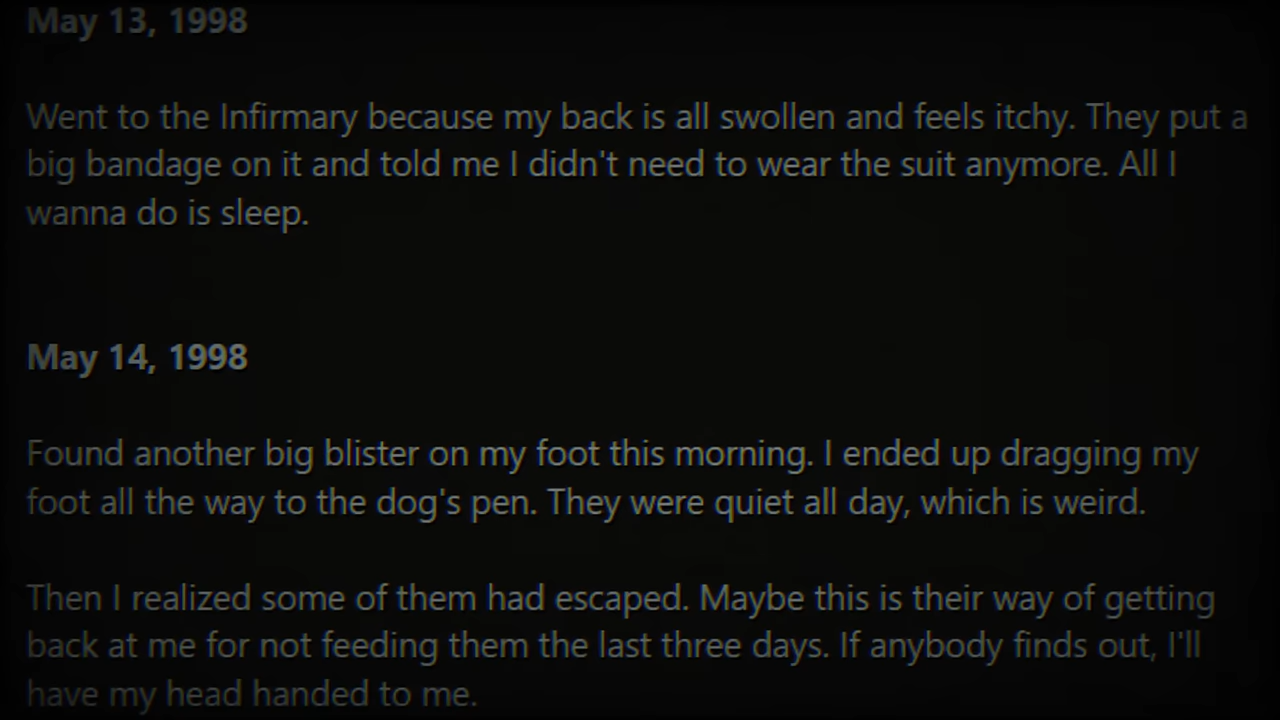 May 13, 1998
Went to the Infirmary because my back is all swollen and feels itchy. They put a
big bandage on it and told me I didn't need to wear the suit anymore. All I
wanna do is sleep.
May 14, 1998
Found another big blister on my foot this morning. I ended up dragging my
foot all the way to the dog's pen. They were quiet all day, which is weird.
Then I realized some of them had escaped. Maybe this is their way of getting
back at me for not feeding them the last three days. If anybody finds out, I'll
have my head handed to me.